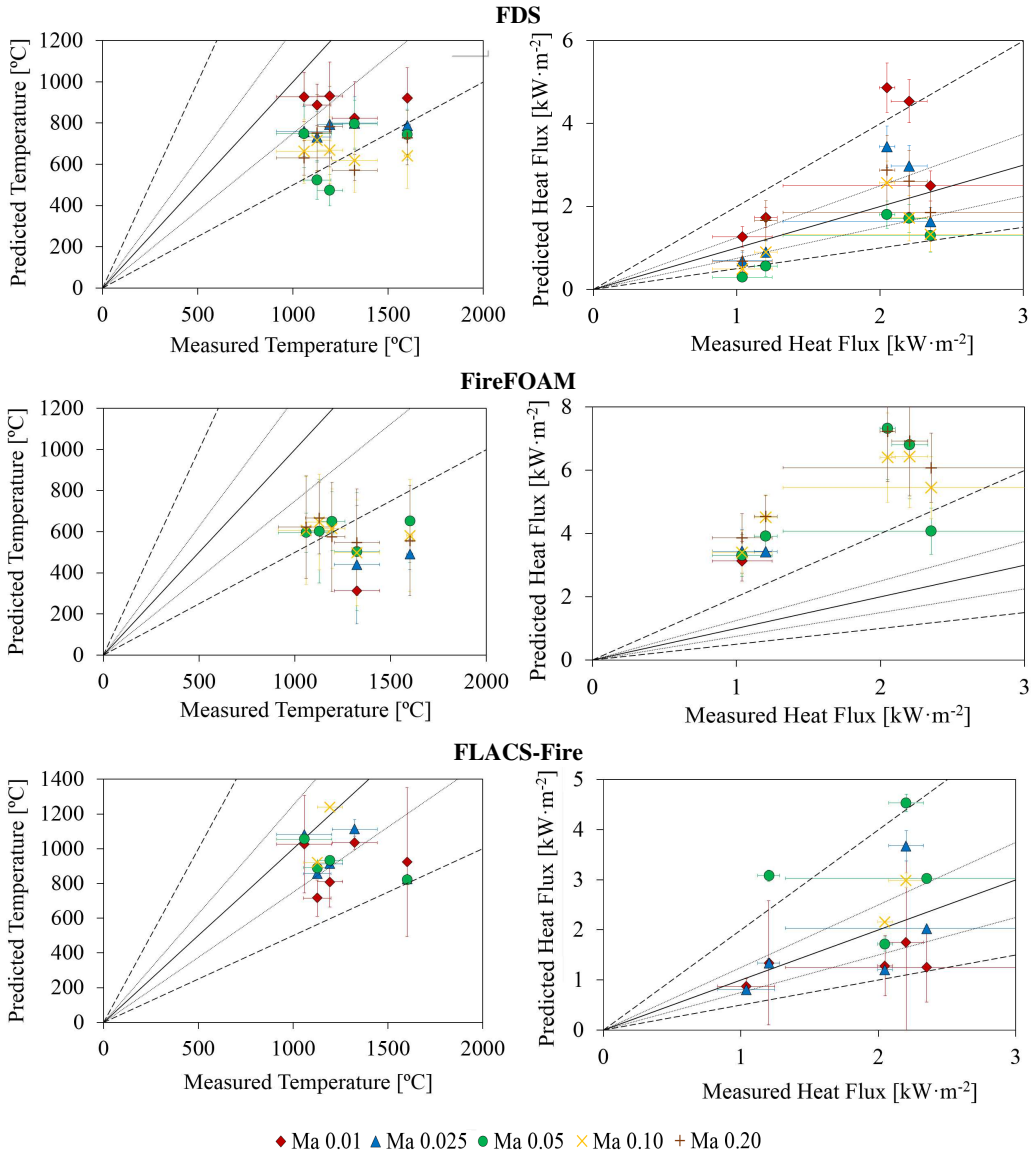 FDS
Predicted Temperature [ºC]
1200
1000
800
600
400
200
0
0 500 1000 1500 2000
Measured Temperature [ºC]
Predicted Heat Flux [kW·m-2]
6
4
2
0
0 1 2 3
Measured Heat Flux [kW·m-2]
FireFOAM
Predicted Temperature [ºC]
1200
1000
800
600
400
200
0
0 500 1000 1500 2000
Measured Temperature [ºC]
Predicted Heat Flux [kW·m-2]
8
6
4
2
0
0 1 2 3
Measured Heat Flux [kW·m-2]
FLACS-Fire
Predicted Temperature [ºC]
1400
1200
1000
800
600
400
200
0
0 500 1000 1500 2000
Measured Temperature [ºC]
Predicted Heat Flux [kW·m-2]
5
4
3
2
1
0
0 1 2 3
Measured Heat Flux [kW·m-2]
Ma 0.01 Ma 0.025 Ma 0.05 Ma 0.10 Ma 0.20